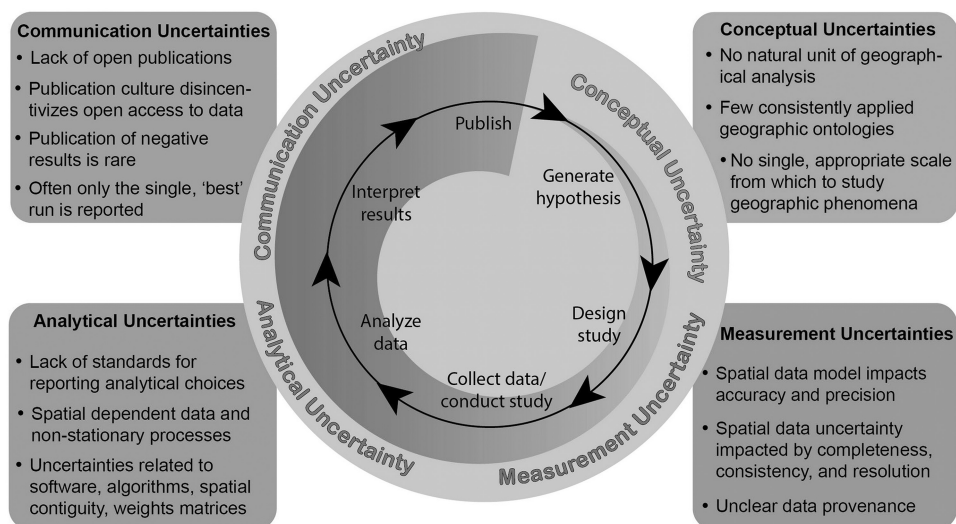 Communication Uncertainties
• Lack of open publications
• Publication culture disincen-
tivizes open access to data
• Publication of negative
results is rare
• Often only the single, ‘best’
run is reported
Conceptual Uncertainties
• No natural unit of geograph-
ical analysis
• Few consistently applied
geographic ontologies
• No single, appropriate scale
from which to study
geographic phenomena
Communication Uncertainty
Conceptual Uncertainty
Measurement Uncertainty
Analytical Uncertainty
Publish
Generate
hypothesis
Design
study
Collect data/
conduct study
Analyze
data
Interpret
results
Analytical Uncertainties
• Lack of standards for
reporting analytical choices
• Spatial dependent data and
non-stationary processes
• Uncertainties related to
software, algorithms, spatial
contiguity, weights matrices
Measurement Uncertainties
• Spatial data model impacts
accuracy and precision
• Spatial data uncertainty
impacted by completeness,
consistency, and resolution
• Unclear data provenance